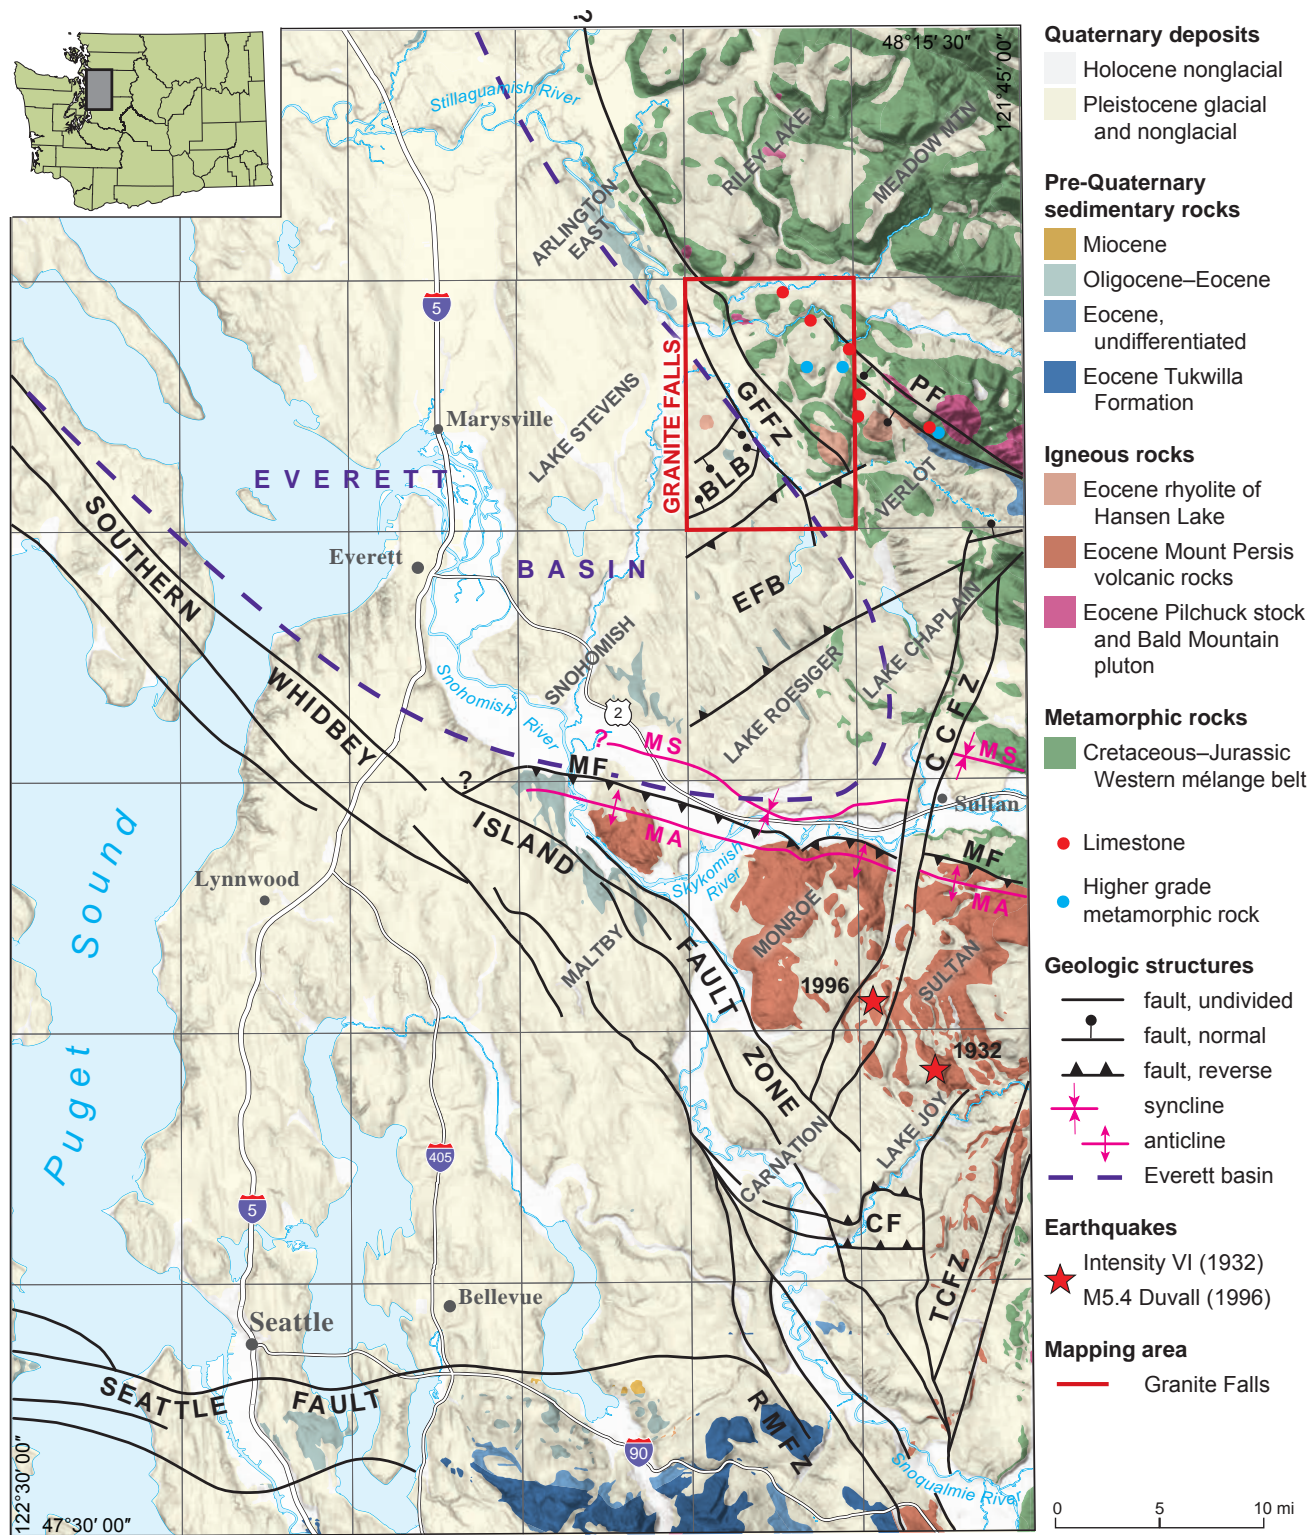 ?
48°15′ 30″
121°45′ 00″
Stillaguamish River
RILEY LAKE
MEADOW MTN
ARLINGTON
EAST
5
GRANITE FALLS
GFFZ
PF
Marysville
LAKE STEVENS
EVERETT
BLB
VERLOT
SOUTHERN
Everett
BASIN
EFB
LAKE CHAPLAIN
SNOHOMISH
LAKE ROESIGER
WHIDBEY
Snohomish River
2
? MS
CCFZ
MS
MF
?
Sultan
ISLAND
MA
MF
Lynnwood
Skykomish
River
MA
MONROE
SULTAN
MALTBY
FAULT
1996
Puget Sound
1932
ZONE
LAKE JOY
CARNATION
405
5
CF
TCFZ
Bellevue
Seattle
SEATTLE FAULT
RMFZ
90
Snoqualmie River
122°30′ 00″
47°30′ 00″
Quaternary deposits
Holocene nonglacial
Pleistocene glacial
and nonglacial
Pre-Quaternary
sedimentary rocks
Miocene
Oligocene–Eocene
Eocene,
undifferentiated
Eocene Tukwilla
Formation
Igneous rocks
Eocene rhyolite of
Hansen Lake
Eocene Mount Persis
volcanic rocks
Eocene Pilchuck stock
and Bald Mountain
pluton
Metamorphic rocks
Cretaceous–Jurassic
Western mélange belt
Limestone
Higher grade
metamorphic rock
Geologic structures
fault, undivided
fault, normal
fault, reverse
syncline
anticline
Everett basin
Earthquakes
Intensity VI (1932)
M5.4 Duvall (1996)
Mapping area
Granite Falls
0 5 10 mi